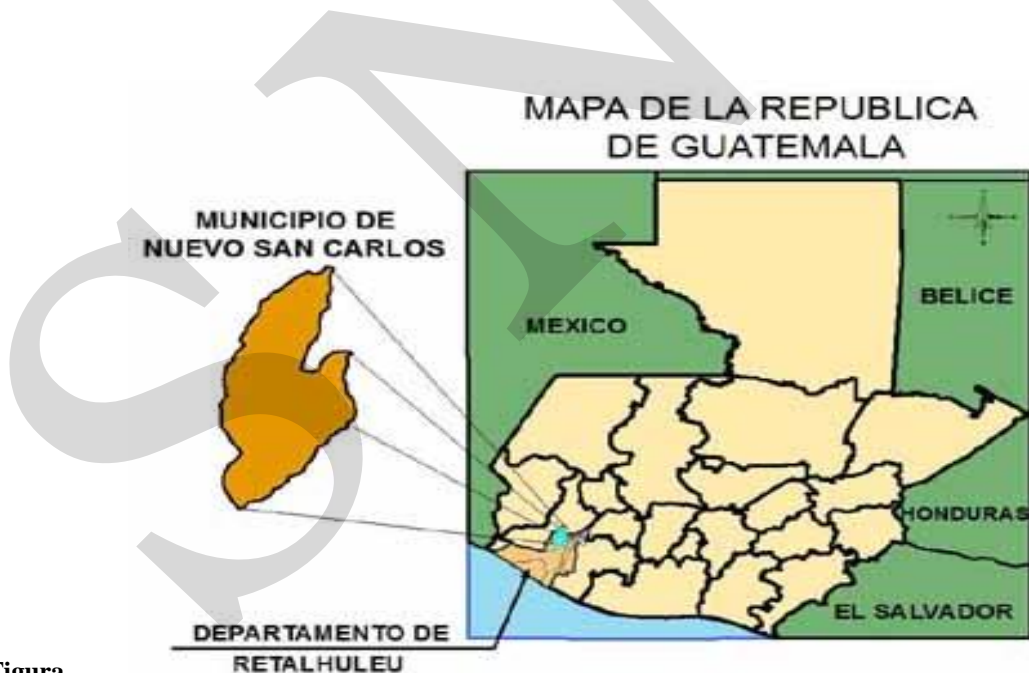 MAPA DE LA REPUBLICA
DE GUATEMALA
MUNICIPIO DE
NUEVO SAN CARLOS
BELICE
MEXICO
HONDURAS
EL SALVADOR
DEPARTAMENTO DE
RETALHULEU